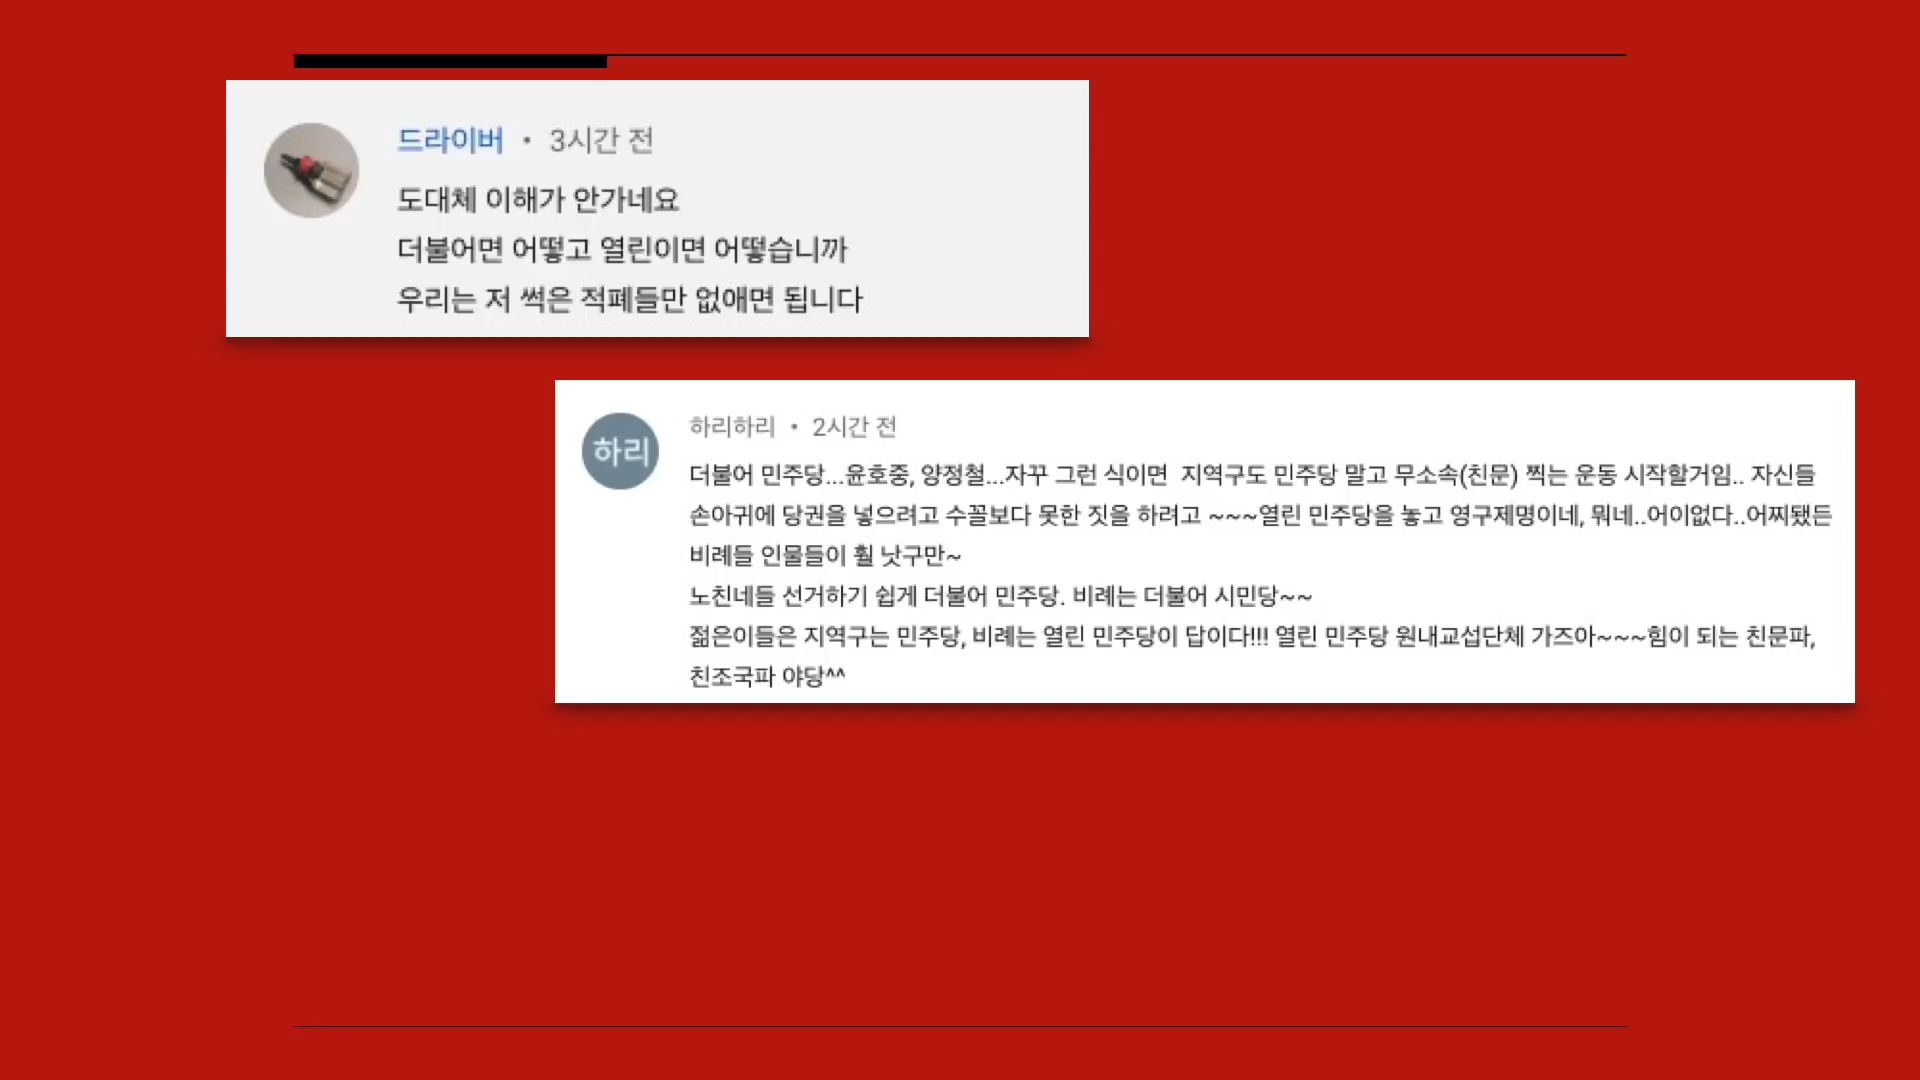 드라이버 • 3시간 전
도대체 이해가 안가네요
더불어면 어떻고 열린이면 어떻습니까
우리는 저 썩은 적폐들만 없애면 됩니다
하리
하리하리 • 2시간 전
더불어 민주당...윤호중, 양정철...자꾸 그런 식이면 지역구도 민주당 말고 무소속(친문) 찍는 운동 시작할거임.. 자신들
손아귀에 당권을 넣으려고 수꼴보다 못한 짓을 하려고 ~~~열린 민주당을 놓고 영구제명이네, 뭐네..어이없다..어찌됐든
비례들 인물들이 훨 낫구만~
노친네들 선거하기 쉽게 더불어 민주당. 비례는 더불어 시민당~~
젊은이들은 지역구는 민주당, 비례는 열린 민주당이 답이다!!! 열린 민주당 원내교섭단체 가즈아~~~힘이 되는 친문파,
친조국파 야당^^